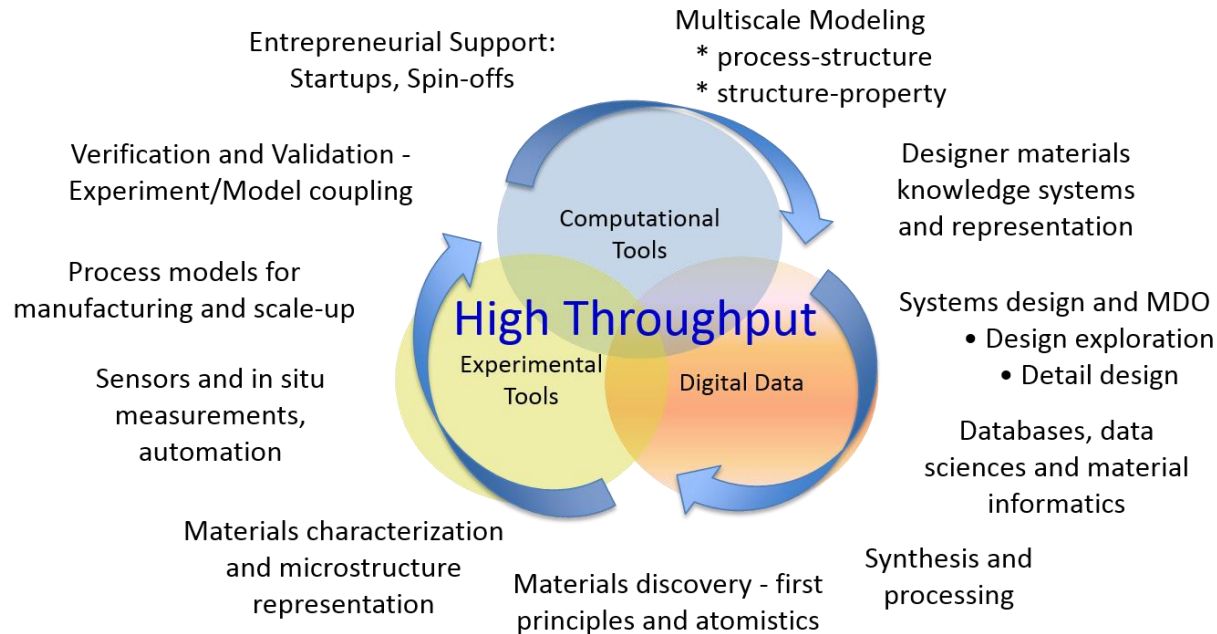 Entrepreneurial Support:
Startups, Spin-offs
Multiscale Modeling
* process-structure
* structure-property
Verification and Validation -
Experiment/Model coupling
Designer materials
knowledge systems
and representation
Computational
Tools
Process models for
manufacturing and scale-up
High Throughput
Systems design and MDO
• Design exploration
• Detail design
Experimental
Tools
Digital Data
Sensors and in situ
measurements,
automation
Databases, data
sciences and material
informatics
Materials characterization
and microstructure
representation
Materials discovery - first
principles and atomistics
Synthesis and
processing